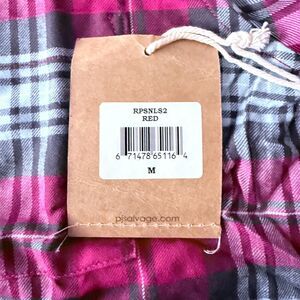 RPSNLS2
RED
6 71478 65116 4
M
pjsalvage.com